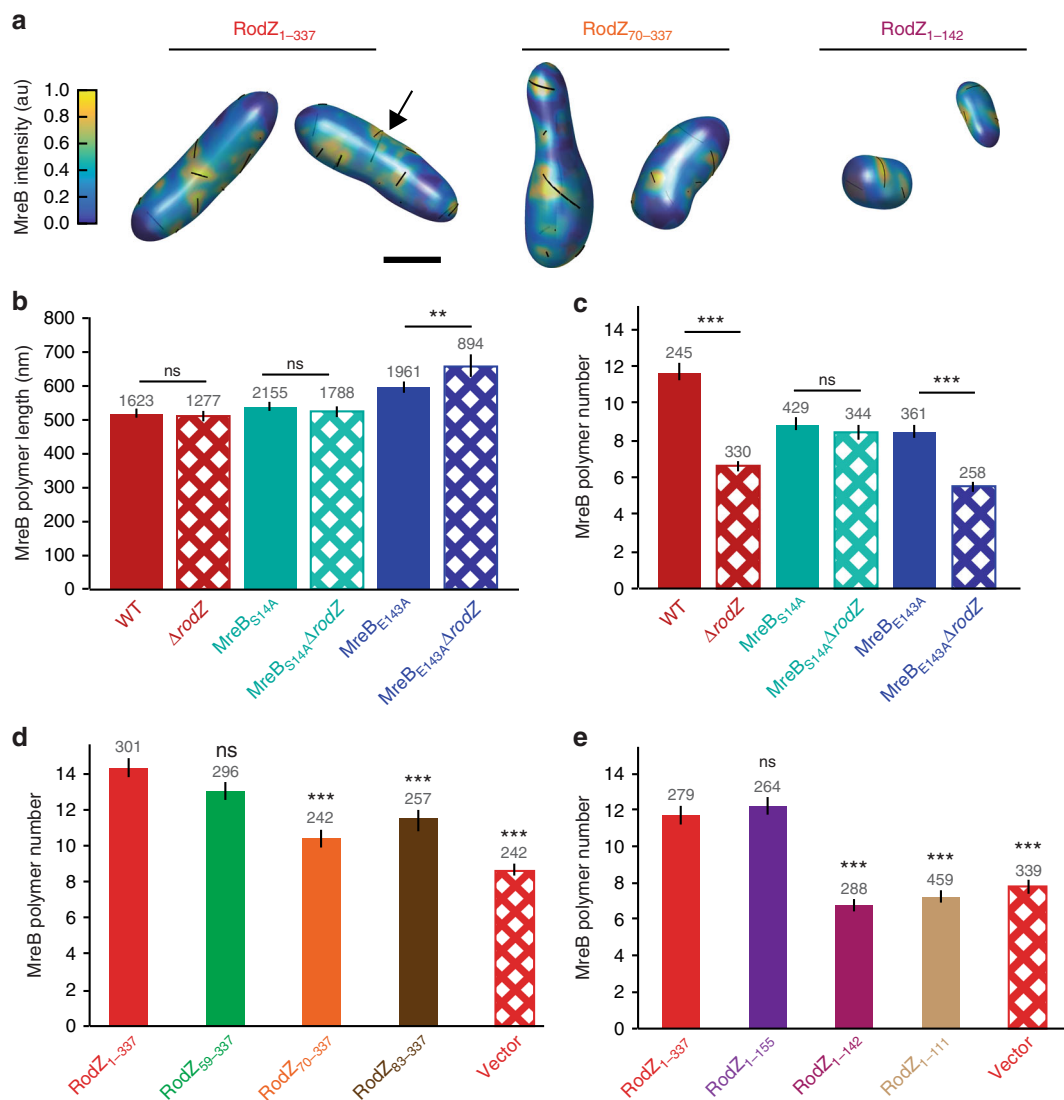 a
RodZ1–337
RodZ70–337
RodZ1–142
MreB intensity (au)
1.0
0.8
0.6
0.4
0.2
0.0
b
MreB polymer length (nm)
800
700
600
500
400
300
200
100
0
ns
ns
**
1623
1277
2155
1788
1961
894
WT
ΔrodZ
MreBS14A
MreBS14AΔrodZ
MreBE143A
MreBE143AΔrodZ
c
MreB polymer number
14
12
10
8
6
4
2
0
***
ns
***
245
330
429
344
361
258
WT
ΔrodZ
MreBS14A
MreBS14AΔrodZ
MreBE143A
MreBE143AΔrodZ
d
MreB polymer number
14
12
10
8
6
4
2
0
301
ns
296
***
242
***
257
***
242
RodZ1–337
RodZ59–337
RodZ70–337
RodZ83–337
Vector
e
MreB polymer number
14
12
10
8
6
4
2
0
279
ns
264
***
288
***
459
***
339
RodZ1–337
RodZ1–155
RodZ1–142
RodZ1–111
Vector